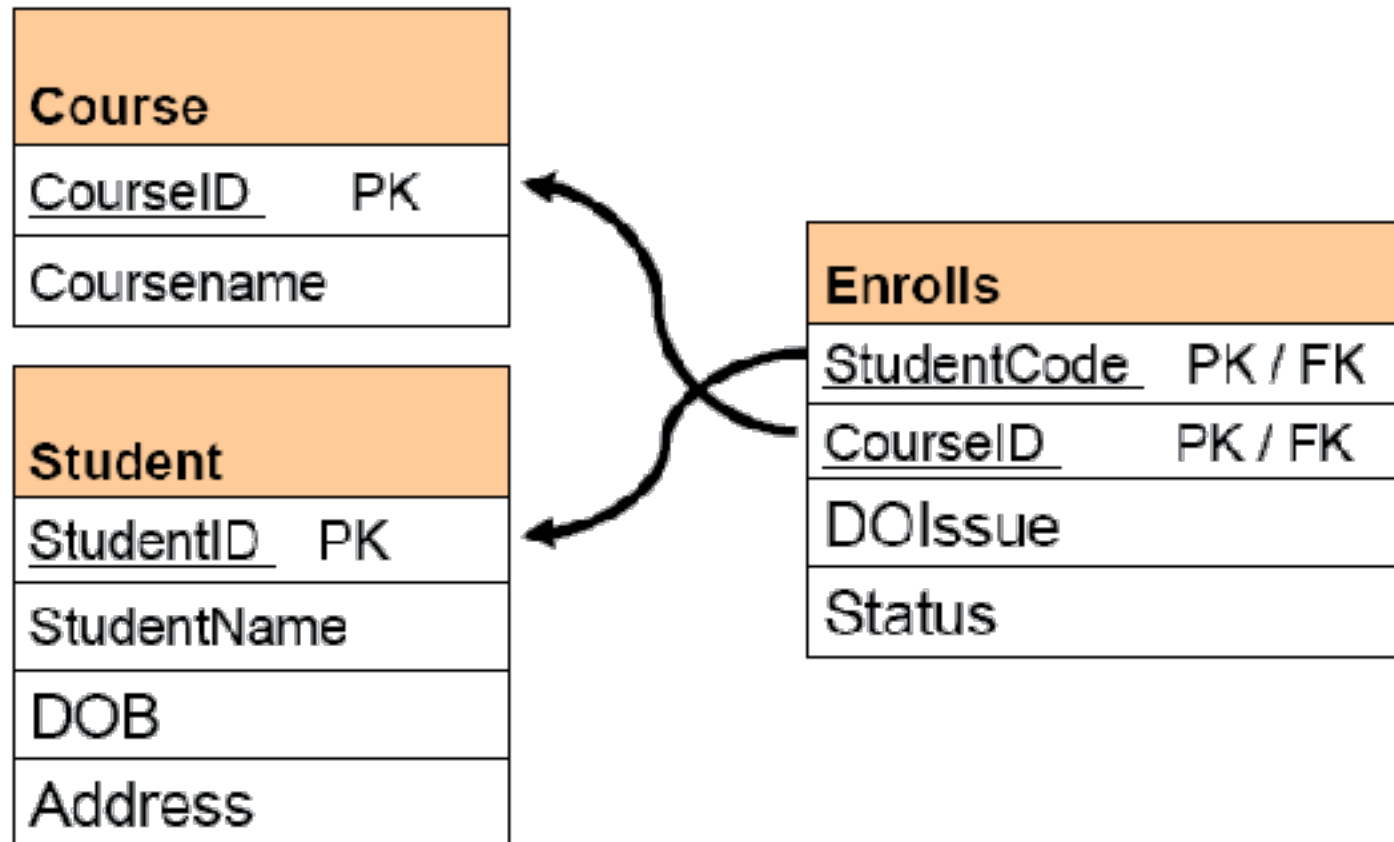 Course
CourseID PK
Coursename
Student
StudentID PK
StudentName
DOB
Address
Enrolls
StudentCode PK / FK
CourseID PK / FK
DOIssue
Status